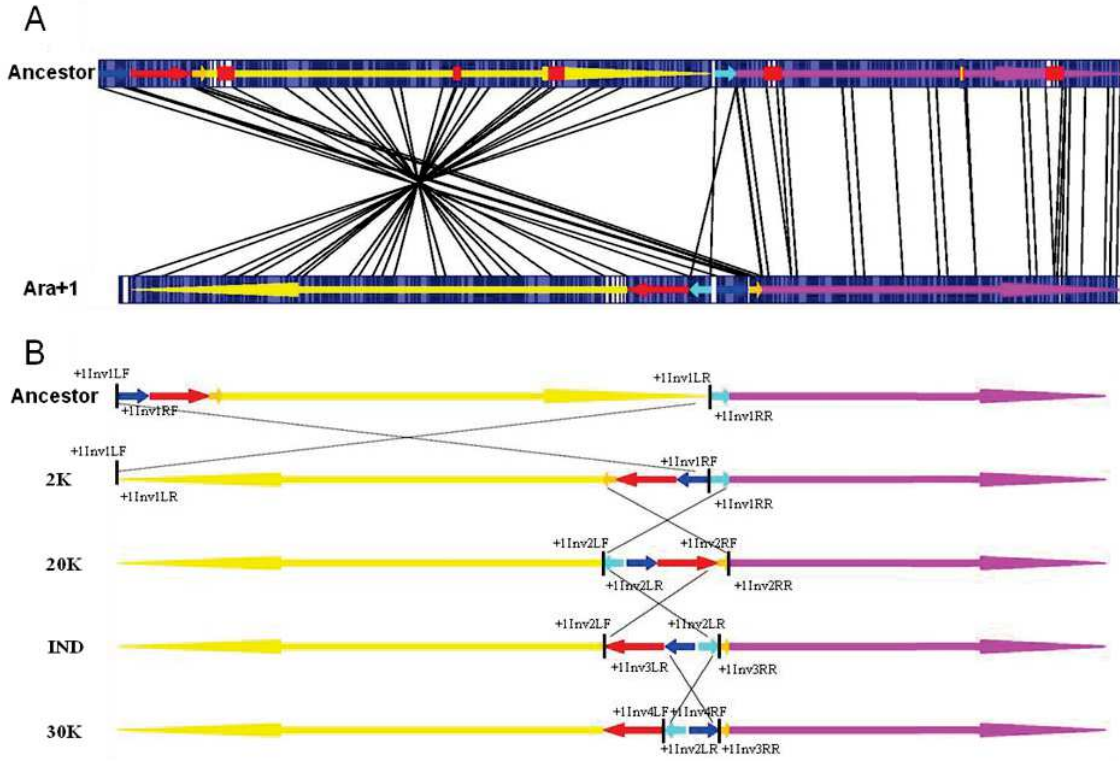 A
Ancestor
Ara+1
B
+1Inv1LF
+1Inv1LR
Ancestor
+1Inv1RF
+1Inv1RR
+1Inv1LF
+1Inv1RF
2K
+1Inv1LR
+1Inv1RR
+1Inv2LF
+1Inv2RF
20K
+1Inv2LR
+1Inv2RR
+1Inv2LF
+1Inv2LR
IND
+1Inv3LR
+1Inv3RR
+1Inv4LF
+1Inv4RF
30K
+1Inv2LR
+1Inv3RR